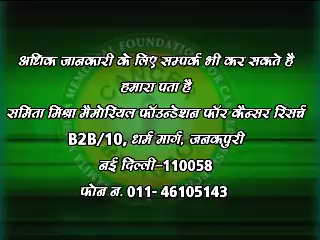 अधिक जानकारी के लिए सम्पर्क भी कर सकते है
हमारा पता है
समिता मिश्रा मैमोरियल फॉउन्डेशन फॉर कैन्सर रिसर्च
B2B/10, धर्म मार्ग, जनकपुरी
नई दिल्ली-110058
फोन न. 011- 46105143